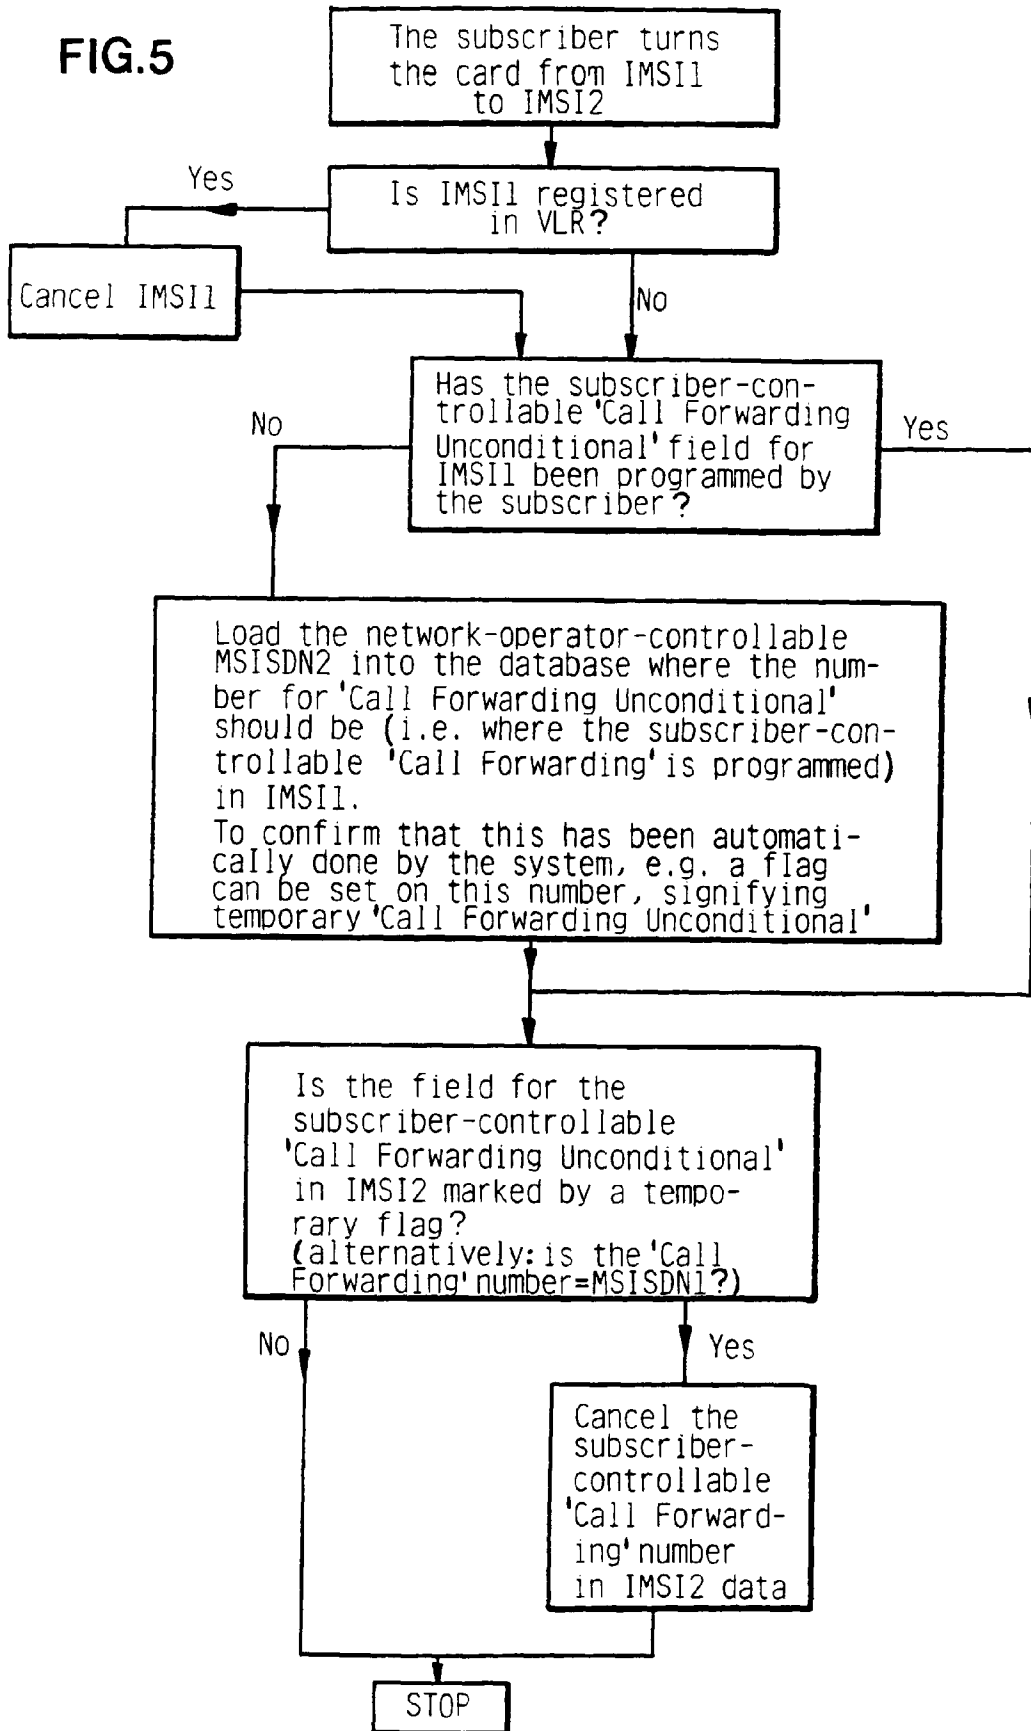 FIG.5
The subscriber turns
the card from IMSI1
to IMSI2
Yes
Is IMSI1 registered
in VLR?
Cancel IMSI1
No
Has the subscriber-con-
trollable 'Call Forwarding
Unconditional' field for
IMSI1 been programmed by
the subscriber?
No
Yes
Load the network-operator-controllable
MSISDN2 into the database where the num-
ber for 'Call Forwarding Unconditional'
should be (i.e. where the subscriber-con-
trollable 'Call Forwarding' is programmed)
in IMSI1.
To confirm that this has been automati-
cally done by the system, e.g. a flag
can be set on this number, signifying
temporary 'Call Forwarding Unconditional'
Is the field for the
subscriber-controllable
'Call Forwarding Unconditional'
in IMSI2 marked by a tempo-
rary flag?
(alternatively: is the 'Call
Forwarding' number=MSISDN1?)
No
Yes
Cancel the
subscriber-
controllable
'Call Forward-
ing' number
in IMSI2 data
STOP